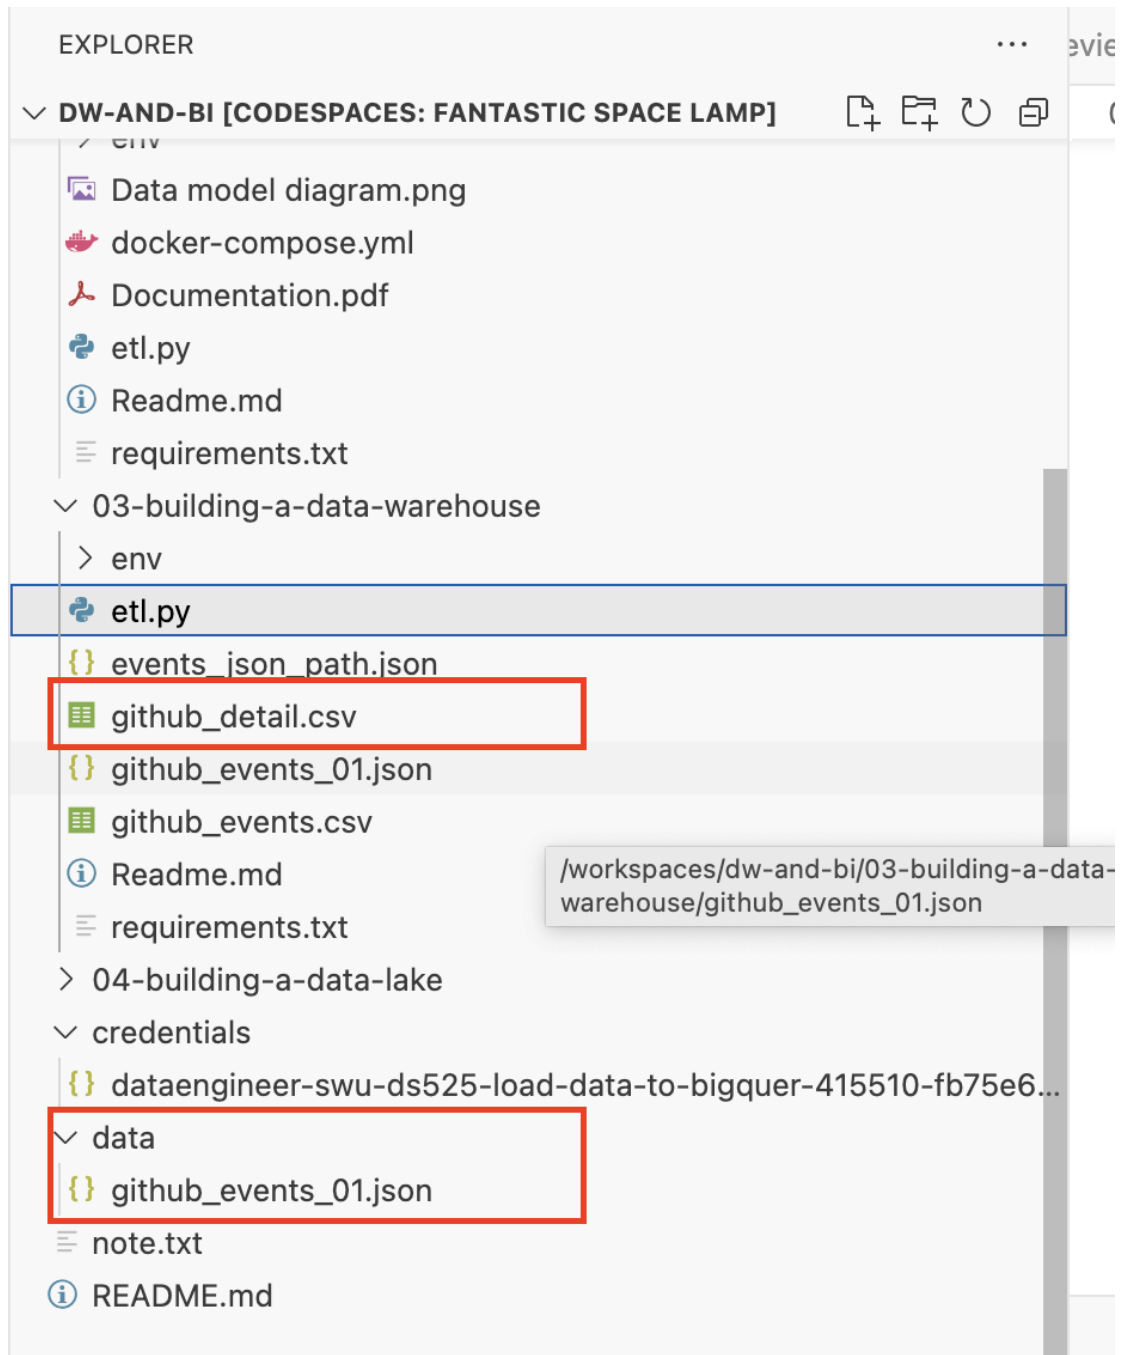 EXPLORER
evie
DW-AND-BI [CODESPACES: FANTASTIC SPACE LAMP]
env
Data model diagram.png
docker-compose.yml
Documentation.pdf
etl.py
Readme.md
requirements.txt
03-building-a-data-warehouse
env
etl.py
events_json_path.json
github_detail.csv
github_events_01.json
github_events.csv
Readme.md
/workspaces/dw-and-bi/03-building-a-data-
warehouse/github_events_01.json
requirements.txt
04-building-a-data-lake
credentials
dataengineer-swu-ds525-load-data-to-bigquer-415510-fb75e6...
data
github_events_01.json
note.txt
README.md